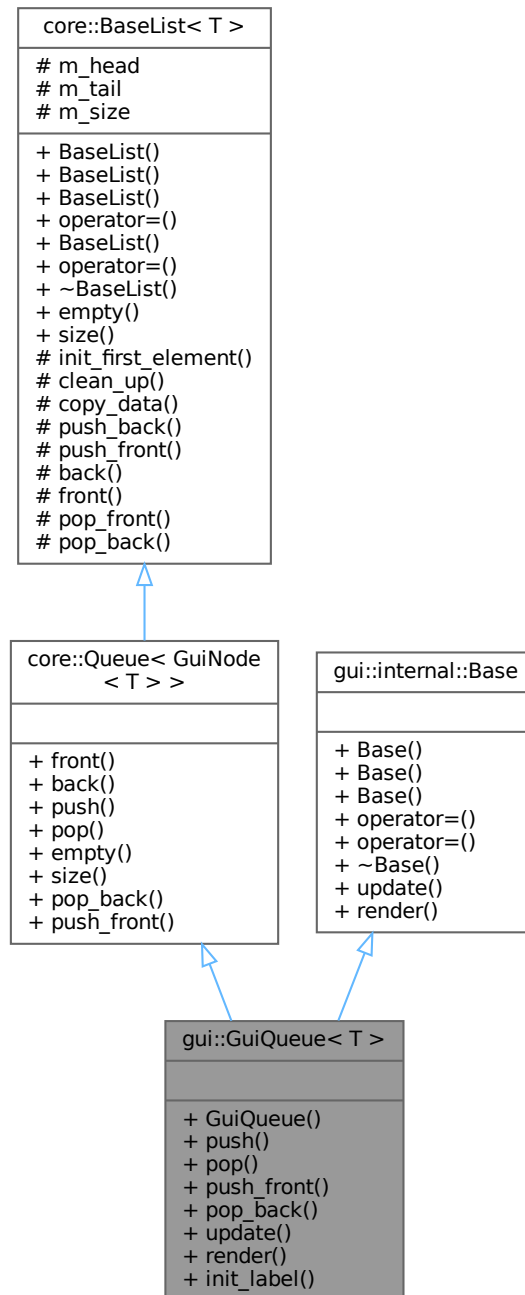 core::BaseList< T >
# m_head
# m_tail
# m_size
+ BaseList()
+ BaseList()
+ BaseList()
+ operator=()
+ BaseList()
+ operator=()
+ ~BaseList()
+ empty()
+ size()
# init_first_element()
# clean_up()
# copy_data()
# push_back()
# push_front()
# back()
# front()
# pop_front()
# pop_back()
core::Queue< GuiNode
< T > >
+ front()
+ back()
+ push()
+ pop()
+ empty()
+ size()
+ pop_back()
+ push_front()
gui::internal::Base
+ Base()
+ Base()
+ Base()
+ operator=()
+ operator=()
+ ~Base()
+ update()
+ render()
gui::GuiQueue< T >
+ GuiQueue()
+ push()
+ pop()
+ push_front()
+ pop_back()
+ update()
+ render()
+ init_label()